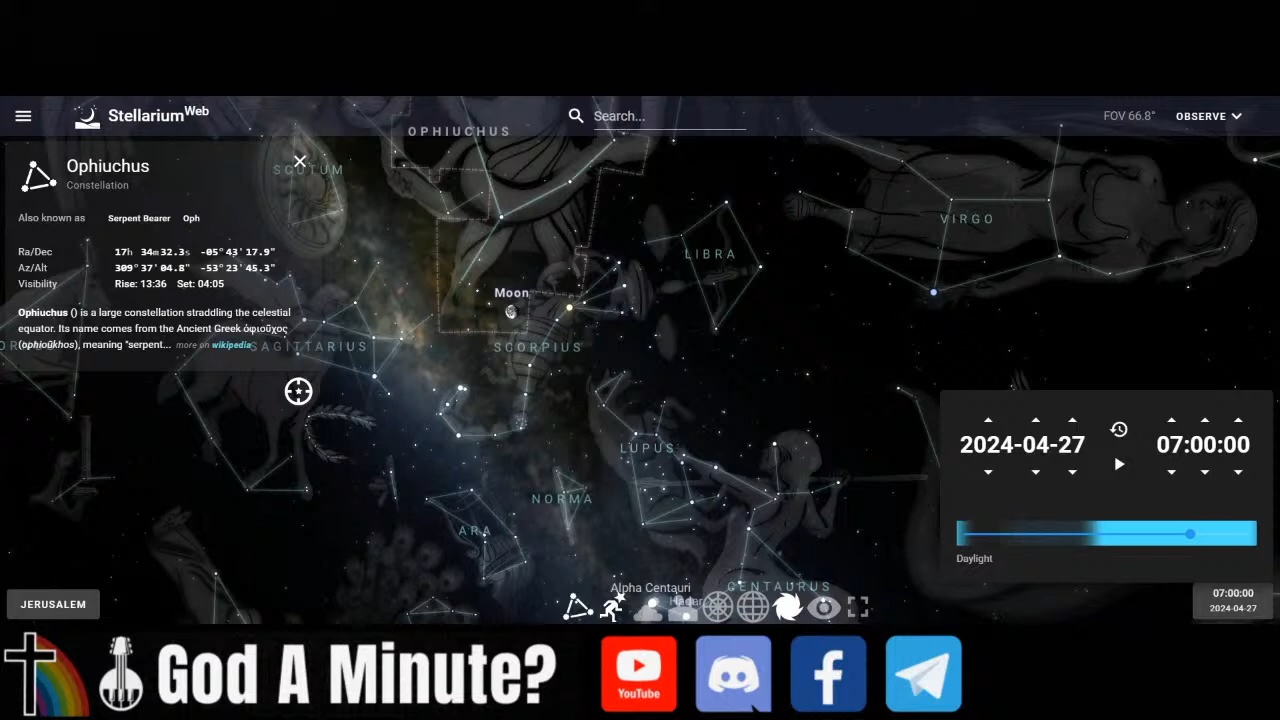 StellariumWeb
Search...
FOV 66.8°
OBSERVE
OPHIUCHUS
Ophiuchus
Constellation
SCUTUM
Also known as Serpent Bearer Oph
Ra/Dec 17h 34m32.3s -05°43'17.9"
Az/Alt 309°37'04.8" -53°23'45.3"
Visibility Rise: 13:36 Set: 04:05
Ophiuchus () is a large constellation straddling the celestial
equator. Its name comes from the Ancient Greek ὀφιοῦχος
(ophioûkhos), meaning "serpent... more on wikipedia
SAGITTARIUS
VIRGO
LIBRA
Moon
SCORPIUS
LUPUS
NORMA
ARA
2024-04-27 07:00:00
Daylight
Alpha Centauri
Hadar
CENTAURUS
JERUSALEM
07:00:00
2024-04-27
God A Minute?
YouTube